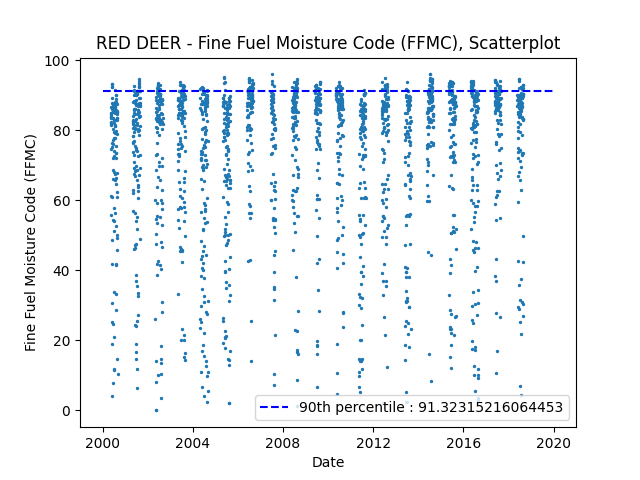 RED DEER - Fine Fuel Moisture Code (FFMC), Scatterplot
Fine Fuel Moisture Code (FFMC)
100
80
60
40
20
0
90th percentile : 91.32315216064453
2000 2004 2008 2012 2016 2020
Date